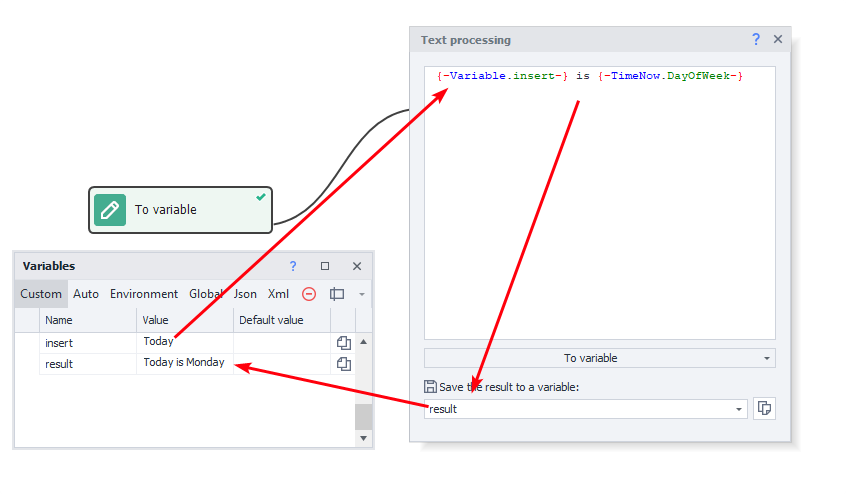 Text processing
?
{-Variable.insert-} is {-TimeNow.DayOfWeek-}
To variable
Variables
?
Custom Auto Environment Global Json Xml
Name Value Default value
insert Today
result Today is Monday
To variable
Save the result to a variable:
result